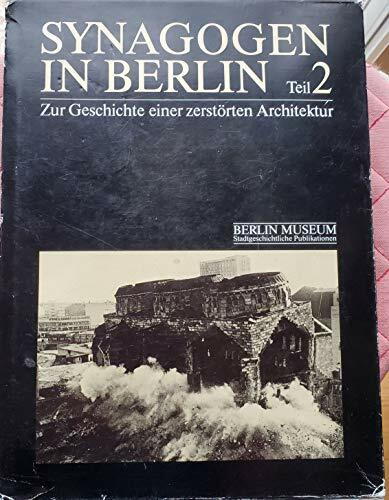 SYNAGOGEN
IN BERLIN Teil 2
Zur Geschichte einer zerstörten Architektur
BERLIN MUSEUM
Stadtgeschichtliche Publikationen